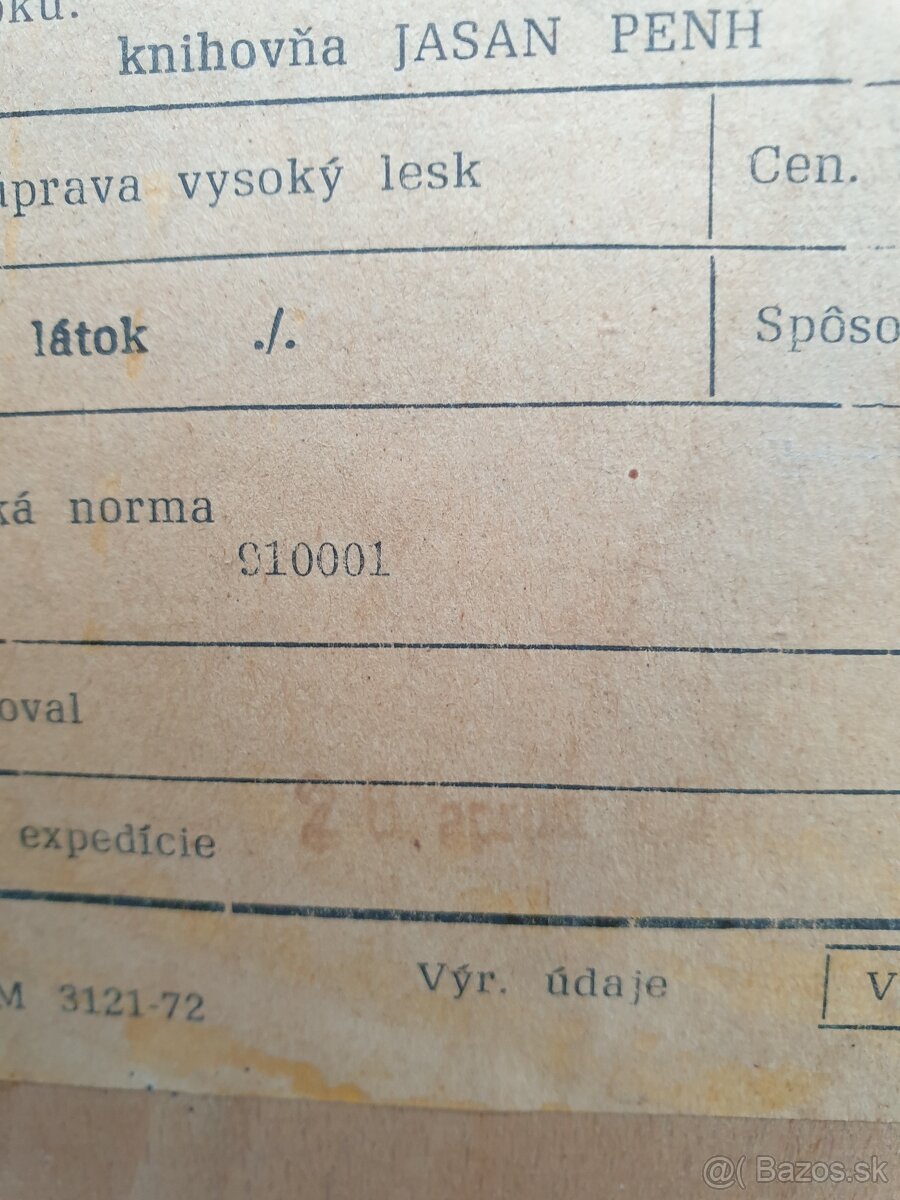 oku.
knihovňa JASAN PENH
úprava vysoký lesk Cen.
látok ./. Spôso
ká norma
910001
oval
expedície
M 3121-72 Výr. údaje V
@( Bazos.sk